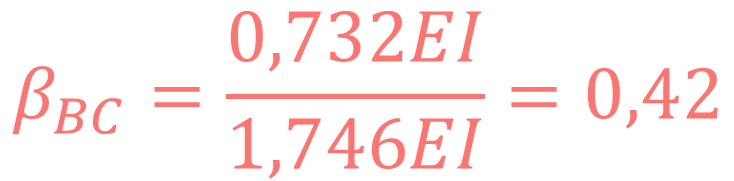 β_BC = 0,732EI / 1,746EI = 0,42